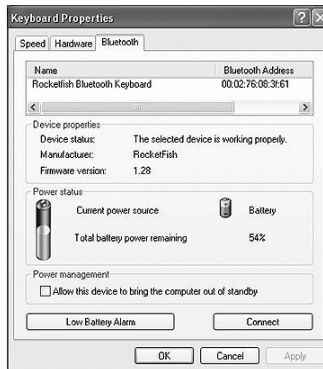 Keyboard Properties
Speed Hardware Bluetooth
Name Bluetooth Address
Rocketfish Bluetooth Keyboard 00:02:76:08:3f:61
Device properties
Device status: The selected device is working properly.
Manufacturer: RocketFish
Firmware version: 1.28
Power status
Current power source Battery
Total battery power remaining 54%
Power management
Allow this device to bring the computer out of standby
Low Battery Alarm Connect
OK Cancel Apply